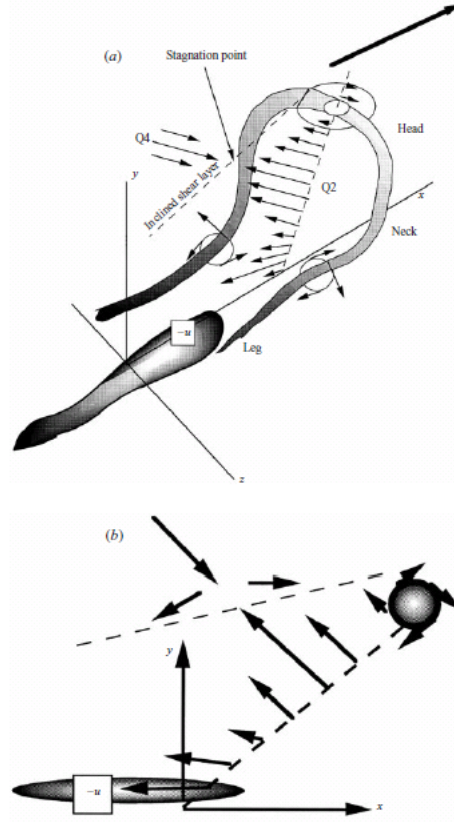 (a)
Stagnation point
Q4
Head
y
Inclined shear layer
Q2
x
Neck
−u
Leg
z
(b)
y
−u
x